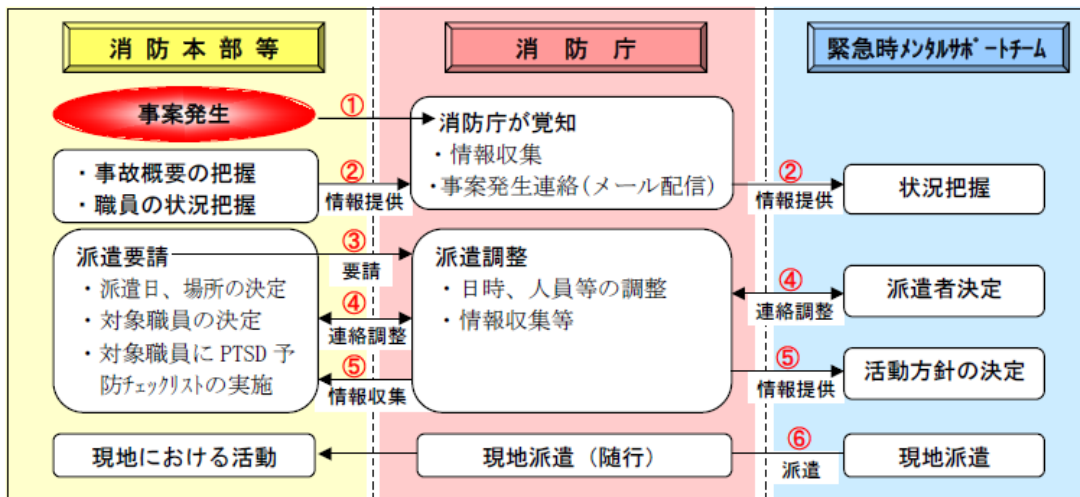 消防本部等
消防庁
緊急時メンタルサポートチーム
事案発生
①
消防庁が覚知
・情報収集
・事案発生連絡(メール配信)
・事故概要の把握
・職員の状況把握
②
情報提供
②
情報提供
状況把握
派遣要請
・派遣日、場所の決定
・対象職員の決定
・対象職員に PTSD 予
防チェックリストの実施
③
要請
④
連絡調整
⑤
情報収集
派遣調整
・日時、人員等の調整
・情報収集等
④
連絡調整
派遣者決定
⑤
情報提供
活動方針の決定
現地における活動
現地派遣（随行）
⑥
派遣
現地派遣